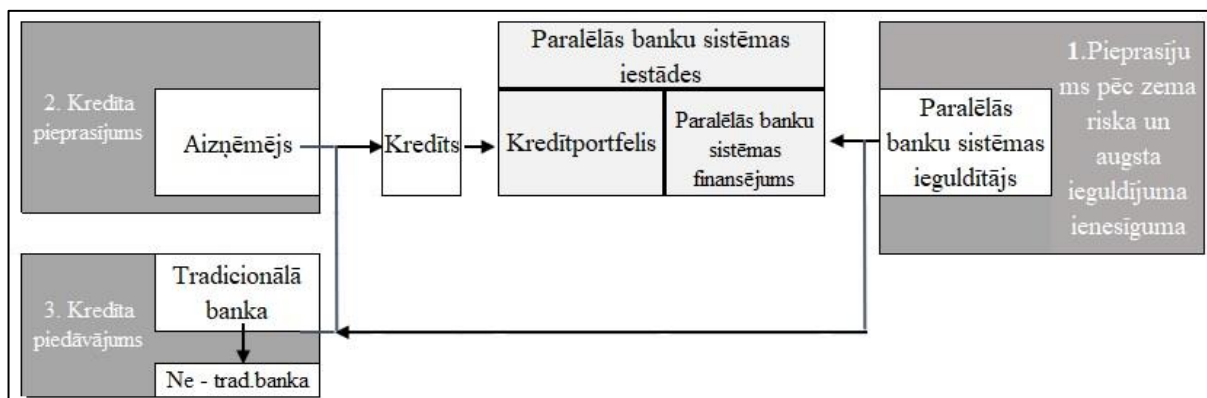 2. Kredīta
pieprasījums
Aizņēmējs
Kredīts
Paralēlās banku sistēmas
iestādes
Kredītportfelis
Paralēlās banku
sistēmas
finansējums
Paralēlās
banku sistēmas
ieguldītājs
1.Pieprasīju
ms pēc zema
riska un
augsta
ieguldījuma
ienesīguma
3. Kredīta
piedāvājums
Tradicionālā
banka
Ne - trad.banka